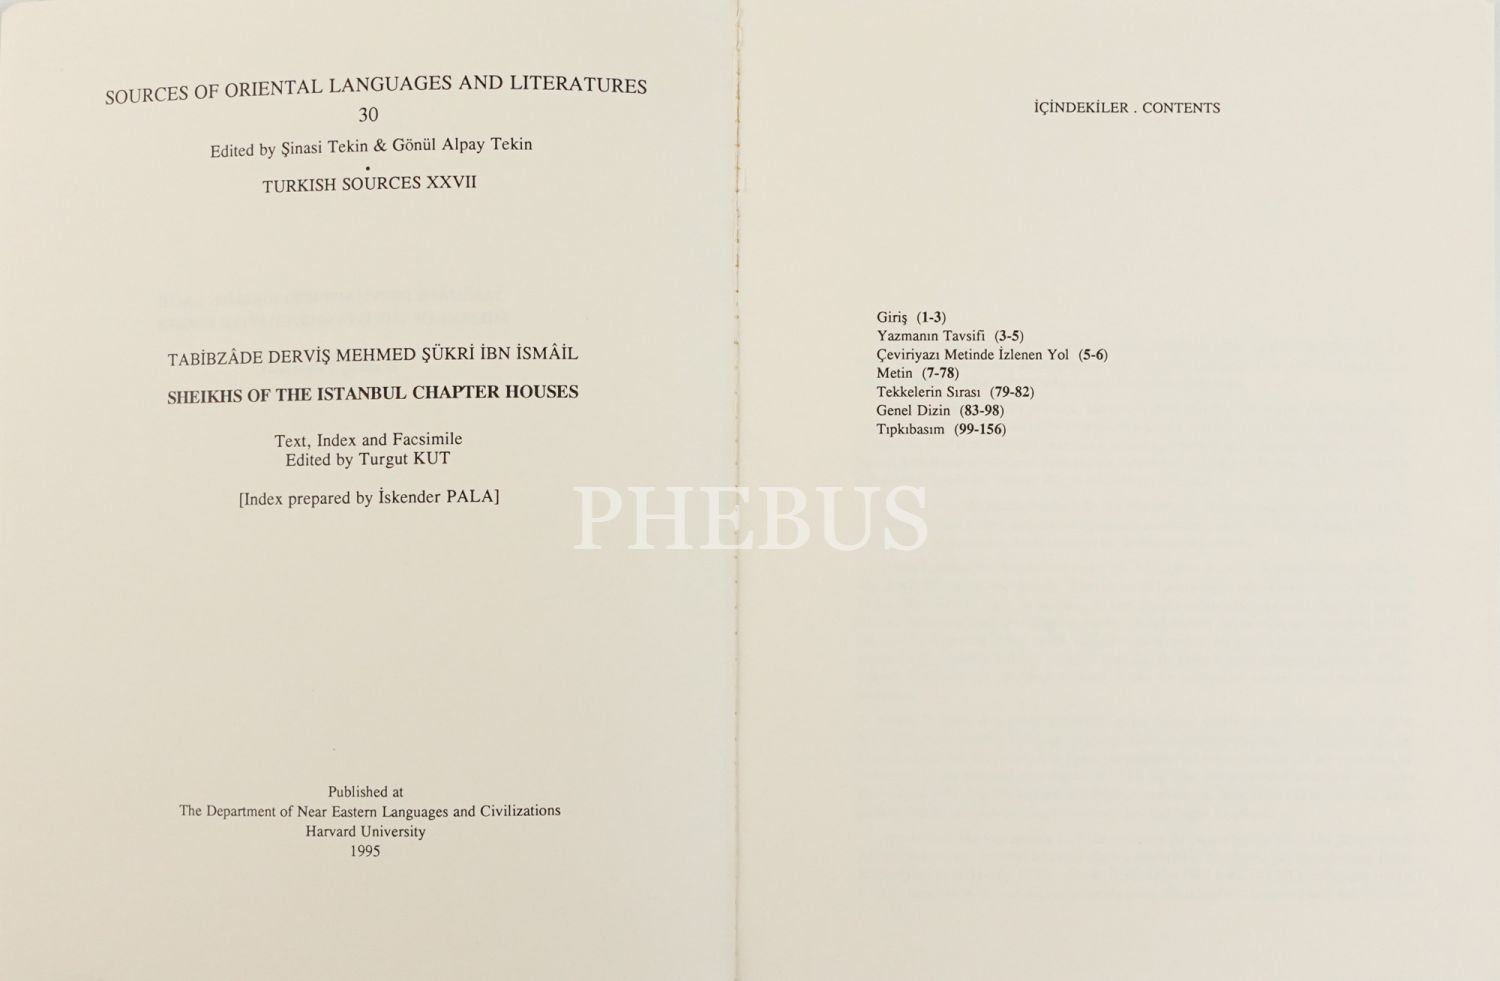 SOURCES OF ORIENTAL LANGUAGES AND LITERATURES
30
Edited by Şinasi Tekin & Gönül Alpay Tekin
TURKISH SOURCES XXVII
TABİBZÂDE DERVİŞ MEHMED ŞÜKRİ İBN İSMÂİL
SHEIKHS OF THE ISTANBUL CHAPTER HOUSES
Text, Index and Facsimile
Edited by Turgut KUT
[Index prepared by İskender PALA]
Published at
The Department of Near Eastern Languages and Civilizations
Harvard University
1995
İÇİNDEKİLER . CONTENTS
Giriş (1-3)
Yazmanın Tavsifi (3-5)
Çeviriyazı Metinde İzlenen Yol (5-6)
Metin (7-78)
Tekkelerin Sırası (79-82)
Genel Dizin (83-98)
Tıpkıbasım (99-156)
PHEBUS